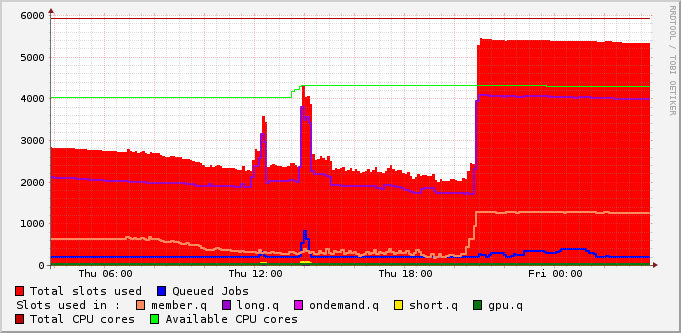 RRDTOOL / TOBI OETIKER
6000
5000
4000
3000
2000
1000
0
Thu 06:00 Thu 12:00 Thu 18:00 Fri 00:00
Total slots used Queued Jobs
Slots used in : member.q long.q ondemand.q short.q gpu.q
Total CPU cores Available CPU cores